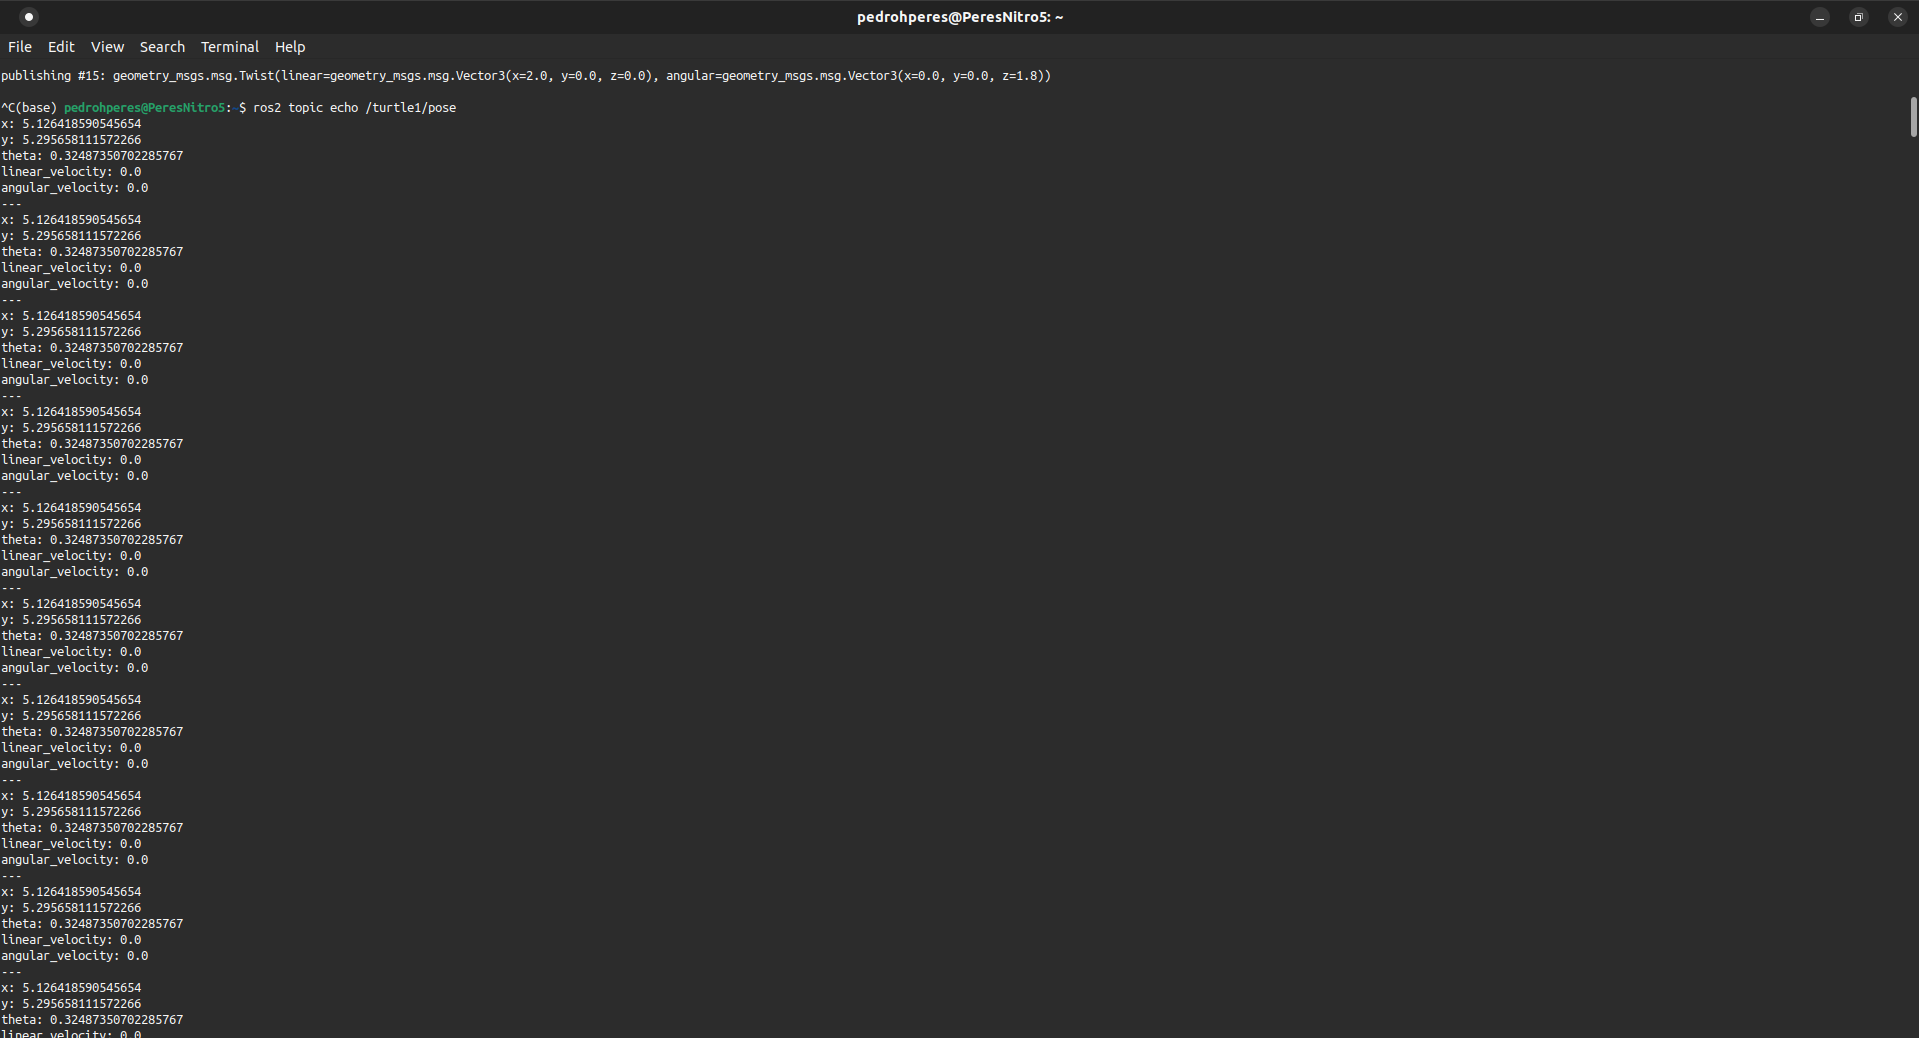 pedrohperes@PeresNitro5: ~
File Edit View Search Terminal Help
publishing #15: geometry_msgs.msg.Twist(linear=geometry_msgs.msg.Vector3(x=2.0, y=0.0, z=0.0), angular=geometry_msgs.msg.Vector3(x=0.0, y=0.0, z=1.8))
^C(base) pedrohperes@PeresNitro5:~$ ros2 topic echo /turtle1/pose
x: 5.126418590545654
y: 5.295658111572266
theta: 0.32487350702285767
linear_velocity: 0.0
angular_velocity: 0.0
---
x: 5.126418590545654
y: 5.295658111572266
theta: 0.32487350702285767
linear_velocity: 0.0
angular_velocity: 0.0
---
x: 5.126418590545654
y: 5.295658111572266
theta: 0.32487350702285767
linear_velocity: 0.0
angular_velocity: 0.0
---
x: 5.126418590545654
y: 5.295658111572266
theta: 0.32487350702285767
linear_velocity: 0.0
angular_velocity: 0.0
---
x: 5.126418590545654
y: 5.295658111572266
theta: 0.32487350702285767
linear_velocity: 0.0
angular_velocity: 0.0
---
x: 5.126418590545654
y: 5.295658111572266
theta: 0.32487350702285767
linear_velocity: 0.0
angular_velocity: 0.0
---
x: 5.126418590545654
y: 5.295658111572266
theta: 0.32487350702285767
linear_velocity: 0.0
angular_velocity: 0.0
---
x: 5.126418590545654
y: 5.295658111572266
theta: 0.32487350702285767
linear_velocity: 0.0
angular_velocity: 0.0
---
x: 5.126418590545654
y: 5.295658111572266
theta: 0.32487350702285767
linear_velocity: 0.0
angular_velocity: 0.0
---
x: 5.126418590545654
y: 5.295658111572266
theta: 0.32487350702285767
linear_velocity: 0.0